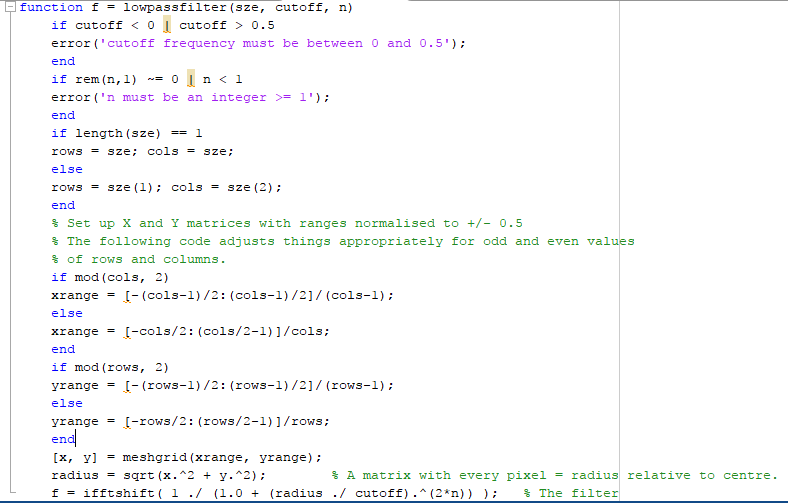 function f = lowpassfilter(sze, cutoff, n)
if cutoff < 0 | cutoff > 0.5
error('cutoff frequency must be between 0 and 0.5');
end
if rem(n,1) ~= 0 | n < 1
error('n must be an integer >= 1');
end
if length(sze) == 1
rows = sze; cols = sze;
else
rows = sze(1); cols = sze(2);
end
% Set up X and Y matrices with ranges normalised to +/- 0.5
% The following code adjusts things appropriately for odd and even values
% of rows and columns.
if mod(cols, 2)
xrange = [-(cols-1)/2:(cols-1)/2]/(cols-1);
else
xrange = [-cols/2:(cols/2-1)]/cols;
end
if mod(rows, 2)
yrange = [-(rows-1)/2:(rows-1)/2]/(rows-1);
else
yrange = [-rows/2:(rows/2-1)]/rows;
end
[x, y] = meshgrid(xrange, yrange);
radius = sqrt(x.^2 + y.^2); % A matrix with every pixel = radius relative to centre.
f = ifftshift( 1 ./ (1.0 + (radius ./ cutoff).^(2*n)) ); % The filter